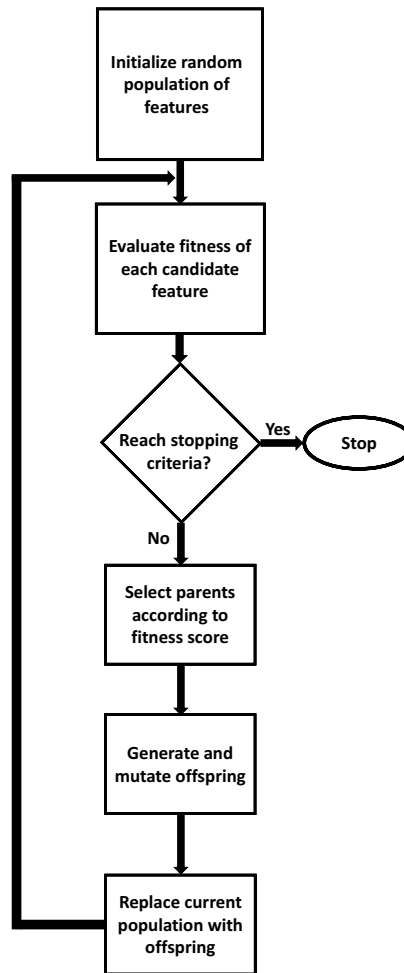 Initialize random
population of
features
Evaluate fitness of
each candidate
feature
Reach stopping
criteria?
Yes
Stop
No
Select parents
according to
fitness score
Generate and
mutate offspring
Replace current
population with
offspring